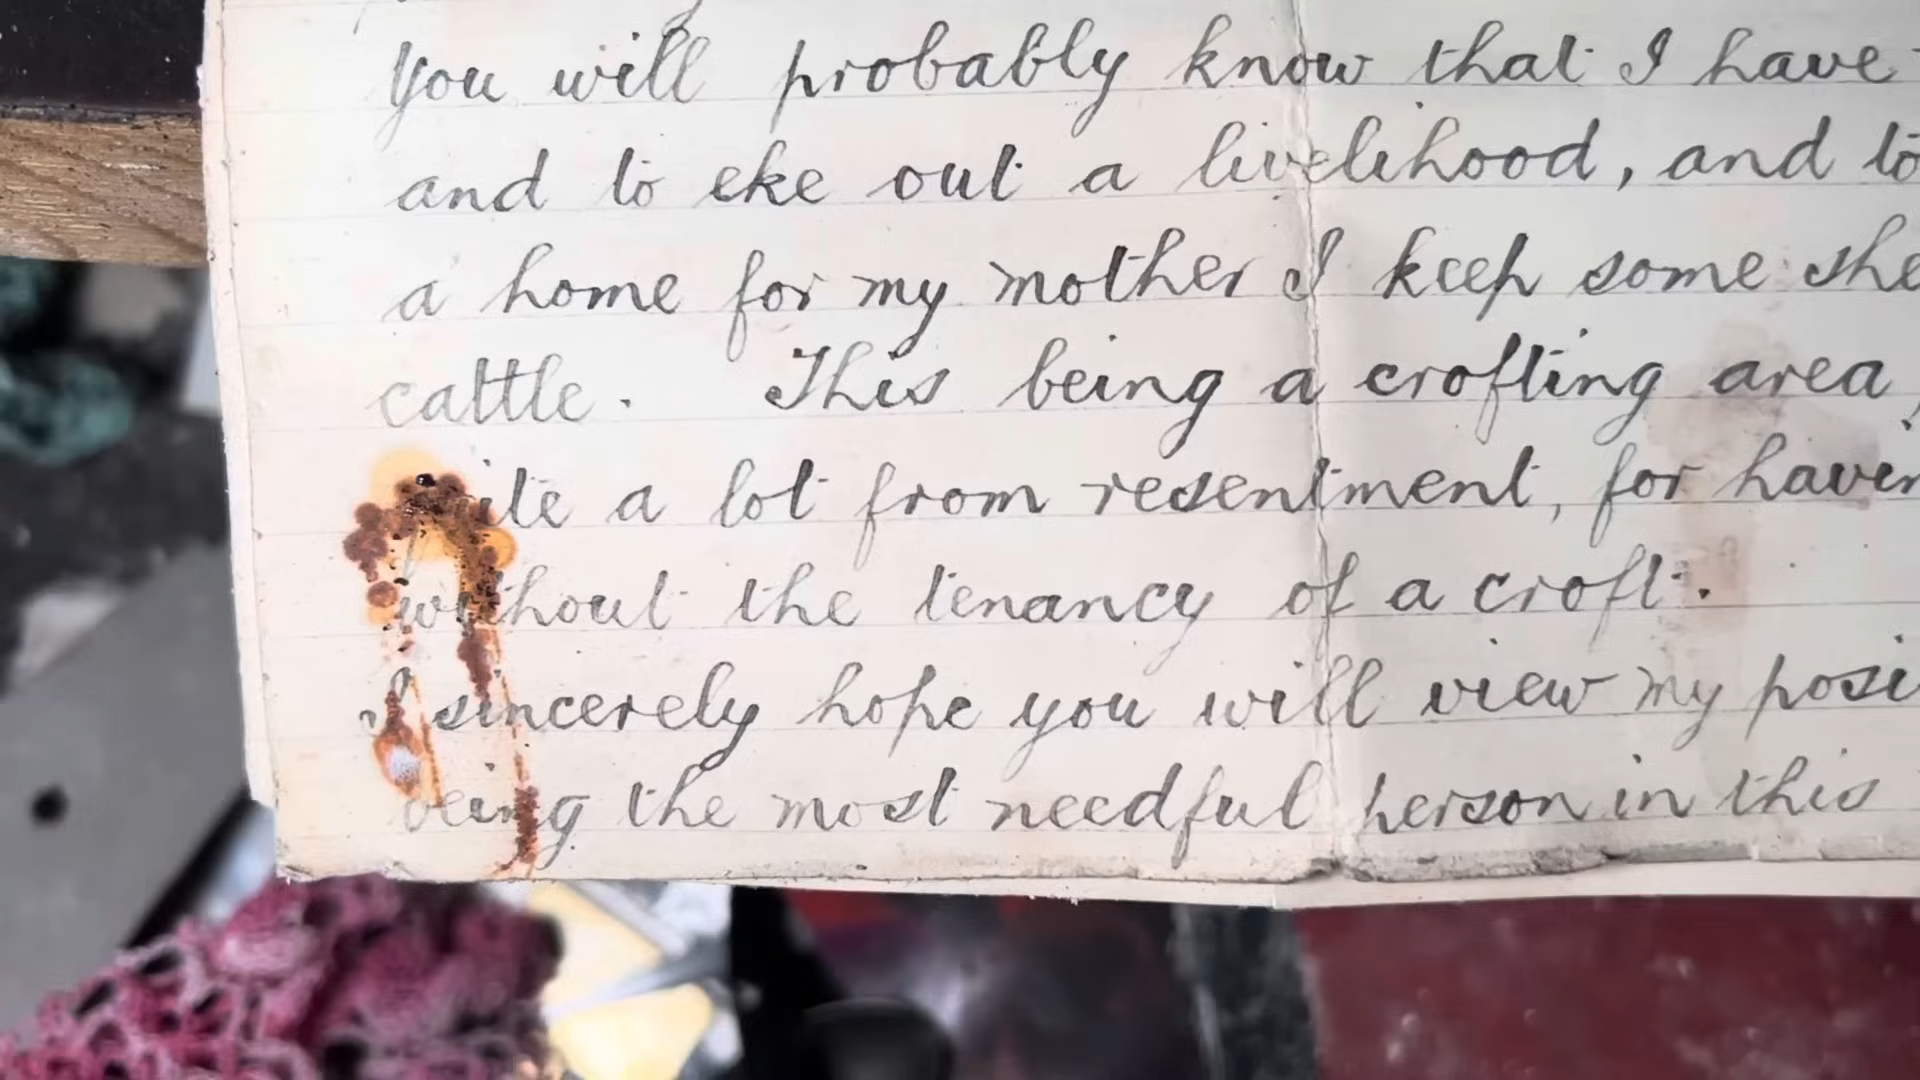 You will probably know that I have
and to eke out a livelihood, and to
a home for my mother I keep some she
cattle. This being a crofting area,
ite a lot from resentment, for havin
without the tenancy of a croft.
I sincerely hope you will view my posi
being the most needful person in this